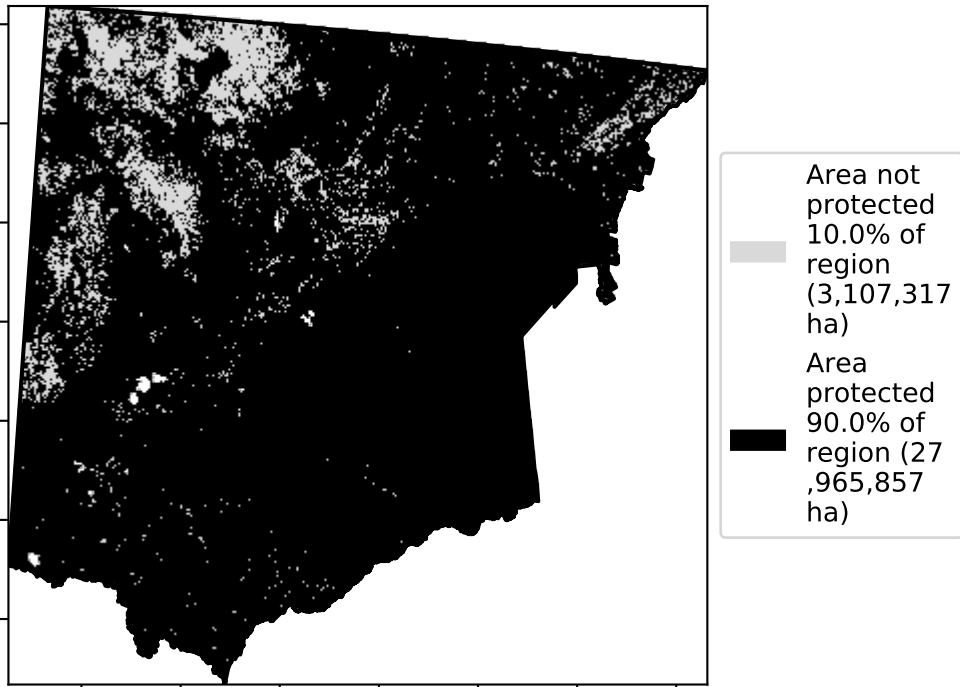 Area not
protected
10.0% of
region
(3,107,317
ha)
Area
protected
90.0% of
region (27
,965,857
ha)